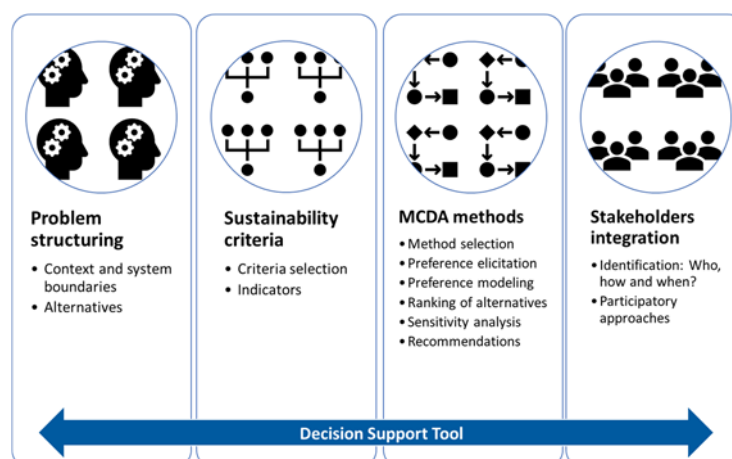 Problem
structuring
• Context and system
boundaries
• Alternatives
Sustainability
criteria
• Criteria selection
• Indicators
MCDA methods
• Method selection
• Preference elicitation
• Preference modeling
• Ranking of alternatives
• Sensitivity analysis
• Recommendations
Stakeholders
integration
• Identification: Who,
how and when?
• Participatory
approaches
Decision Support Tool